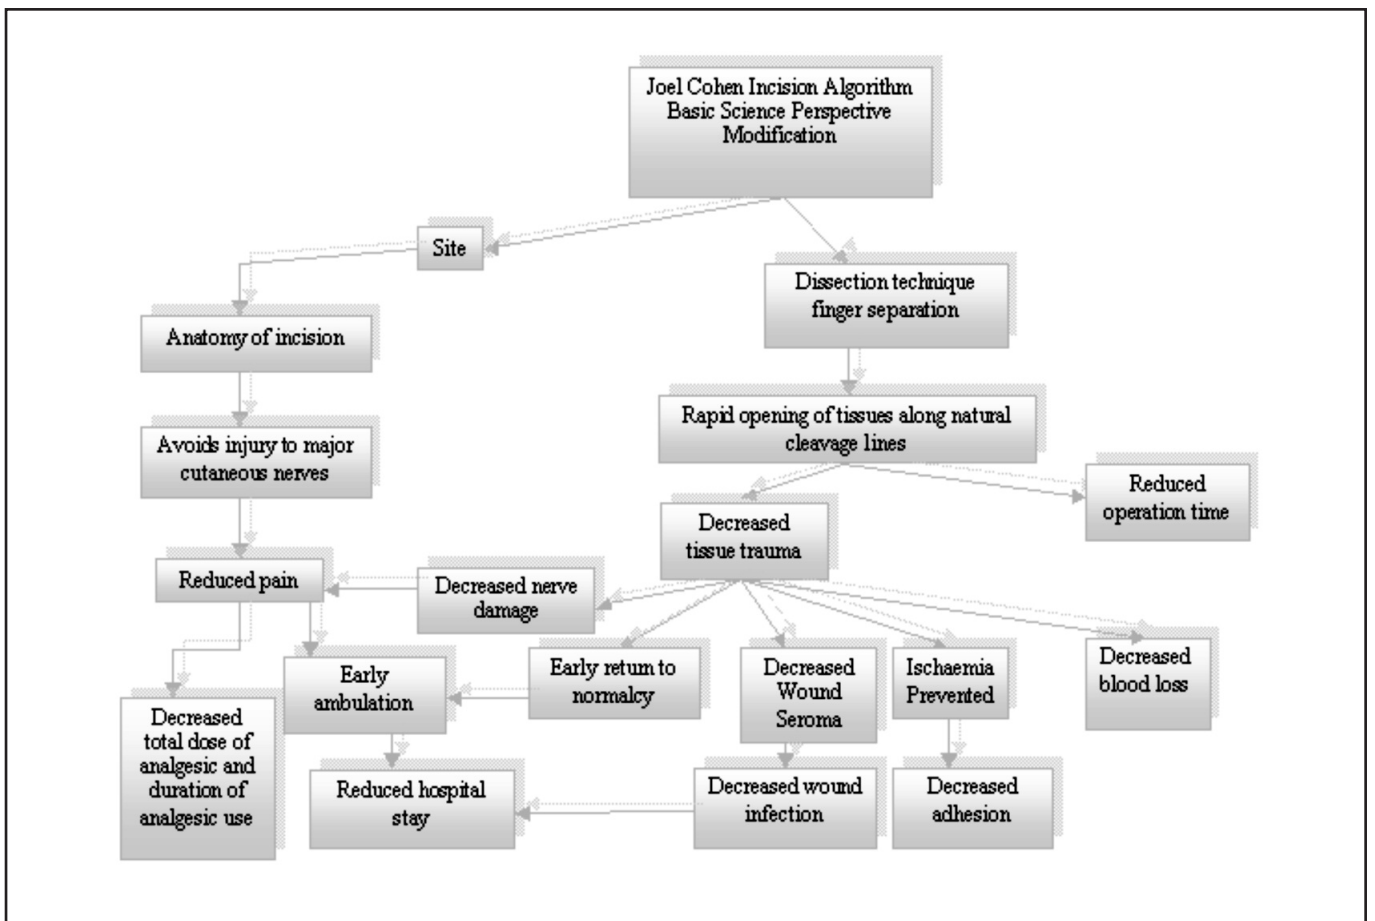 Joel Cohen Incision Algorithm
Basic Science Perspective
Modification
Site
Dissection technique
finger separation
Anatomy of incision
Rapid opening of tissues along natural
cleavage lines
Avoids injury to major
cutaneous nerves
Reduced
operation time
Decreased
tissue trauma
Reduced pain
Decreased nerve
damage
Early
ambulation
Early return to
normalcy
Decreased
Wound
Seroma
Ischaemia
Prevented
Decreased
blood loss
Decreased
total dose of
analgesic and
duration of
analgesic use
Reduced hospital
stay
Decreased wound
infection
Decreased
adhesion